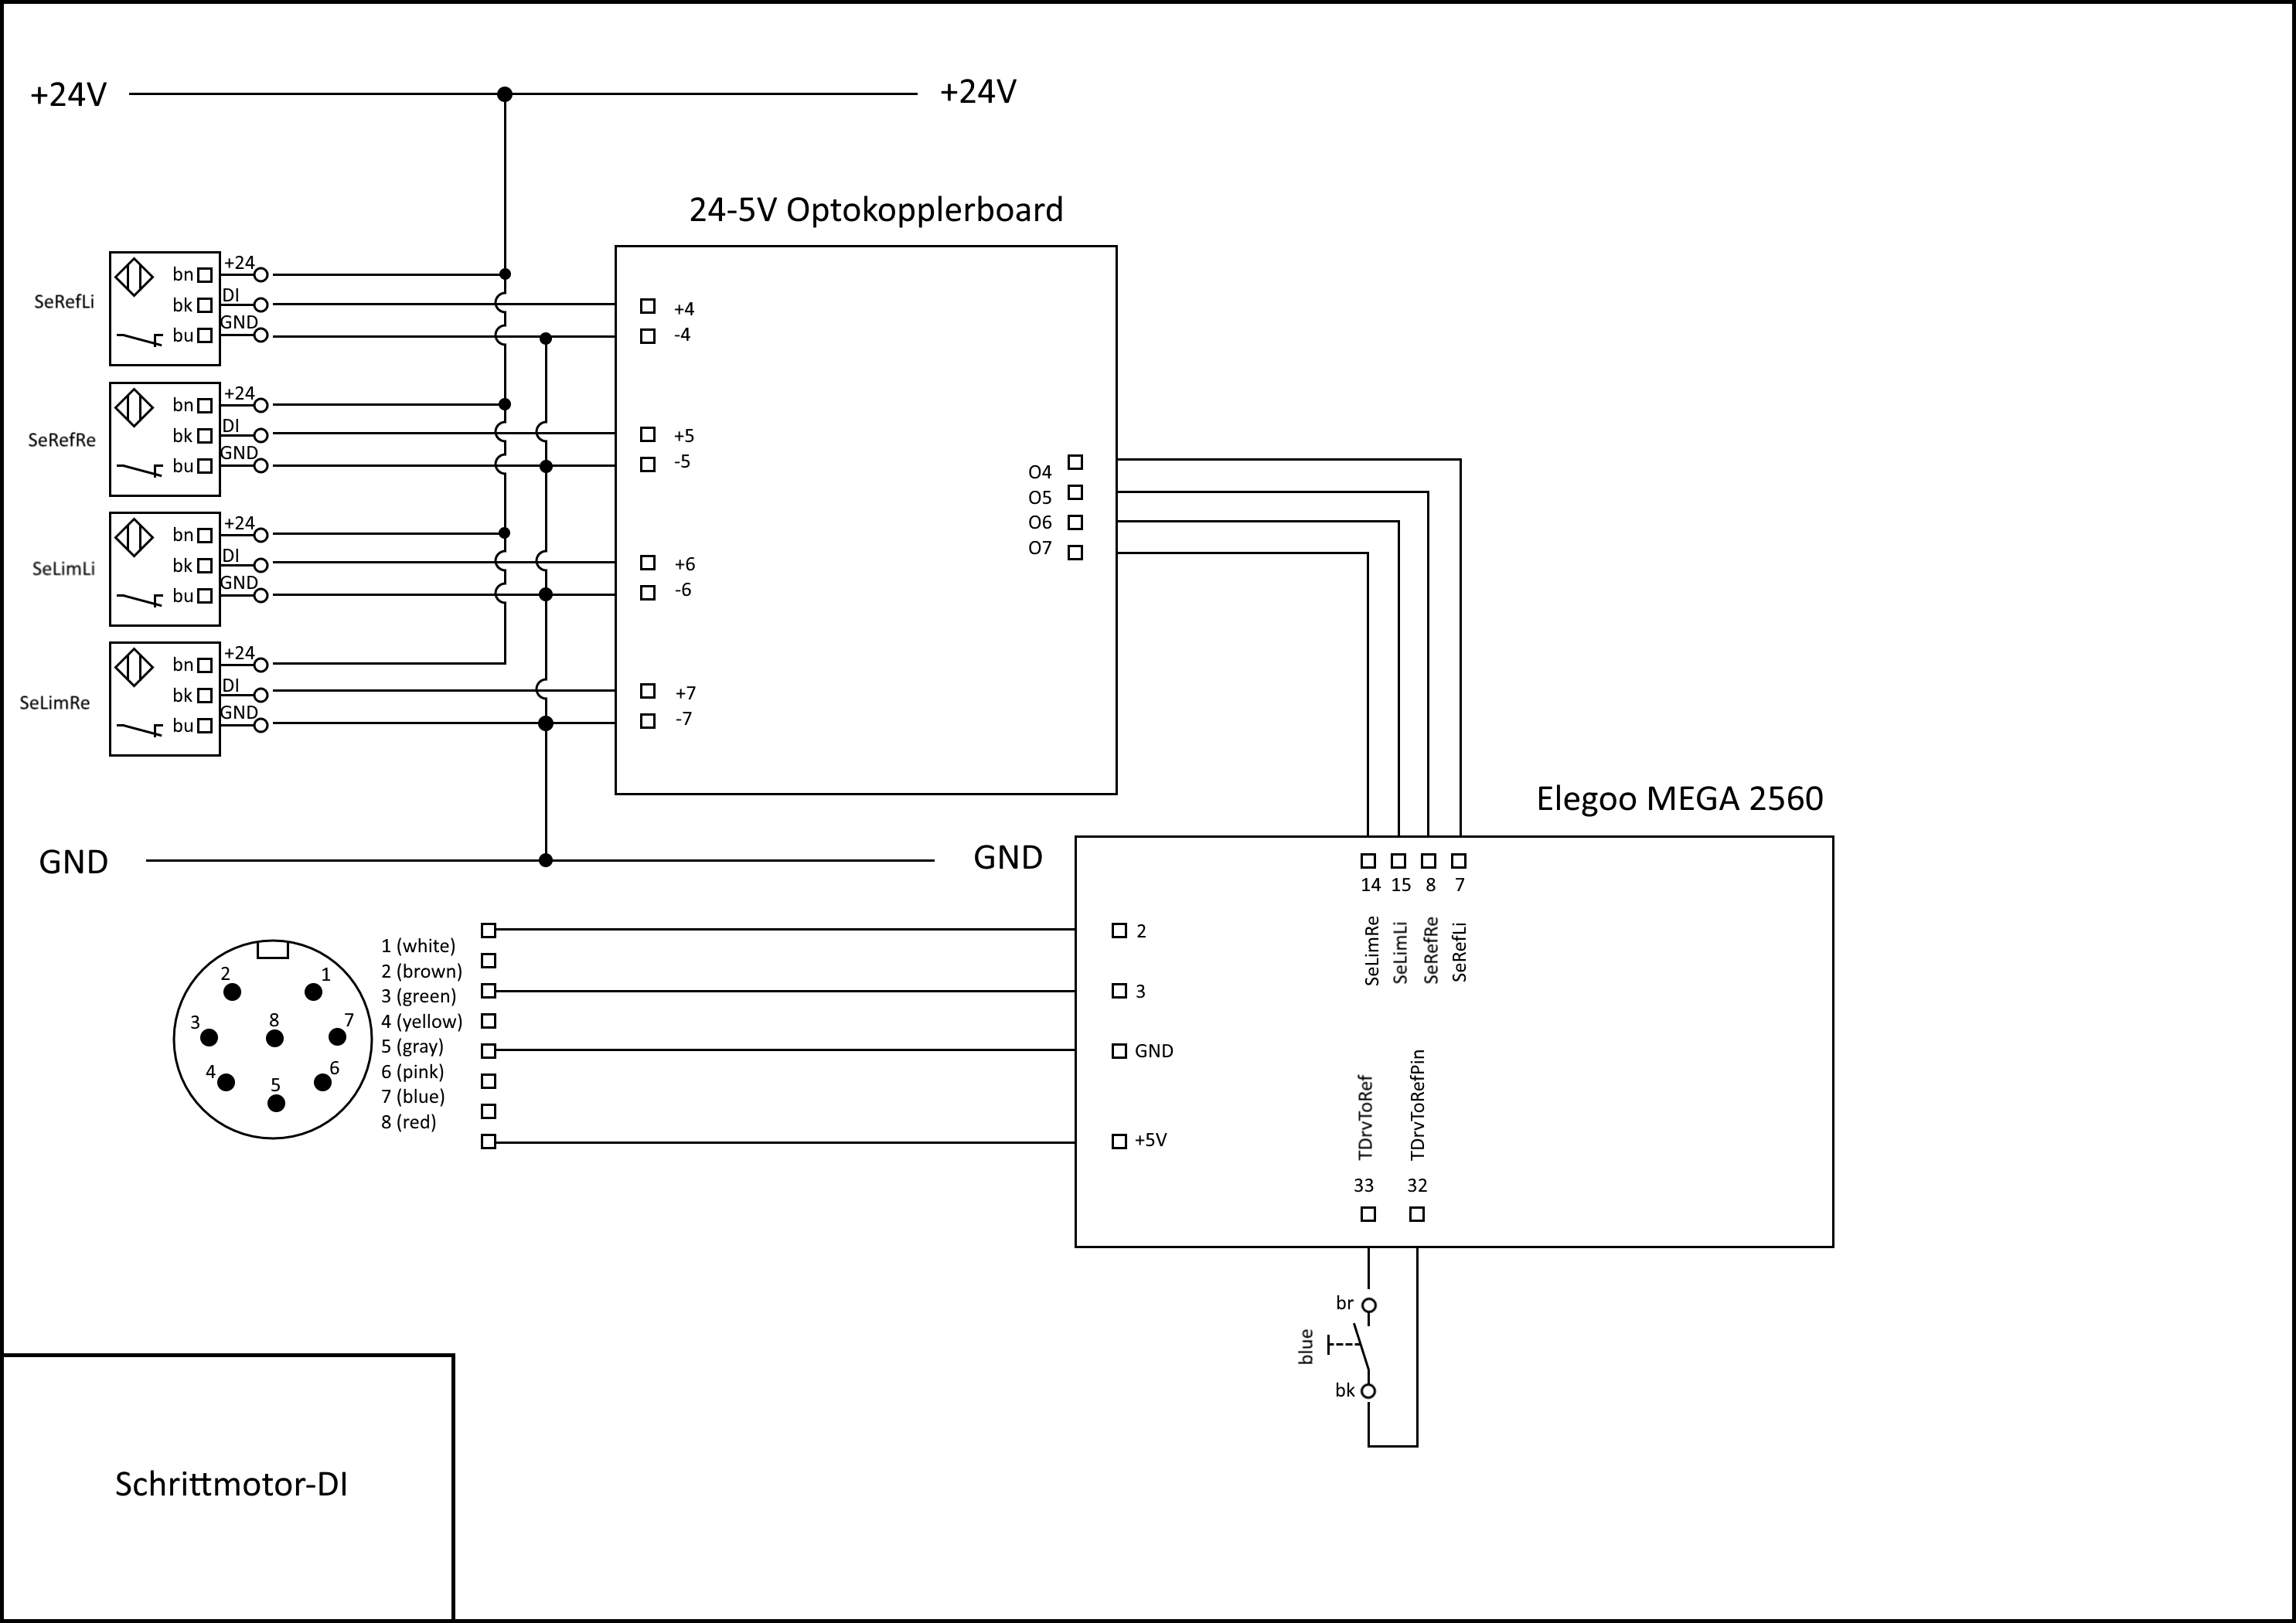 +24V
+24V
24-5V Optokopplerboard
SeRefLi
bn
+24
bk
DI
bu
GND
+4
-4
SeRefRe
bn
+24
bk
DI
bu
GND
+5
-5
SeLimLi
bn
+24
bk
DI
bu
GND
+6
-6
SeLimRe
bn
+24
bk
DI
bu
GND
+7
-7
O4
O5
O6
O7
GND
GND
Elegoo MEGA 2560
14 15 8 7
SeLimRe
SeLimLi
SeRefRe
SeRefLi
2
3
GND
+5V
TDrvToRef
TDrvToRefPin
33 32
2 1
3 8 7
4 5 6
1 (white)
2 (brown)
3 (green)
4 (yellow)
5 (gray)
6 (pink)
7 (blue)
8 (red)
br
blue
bk
Schrittmotor-DI